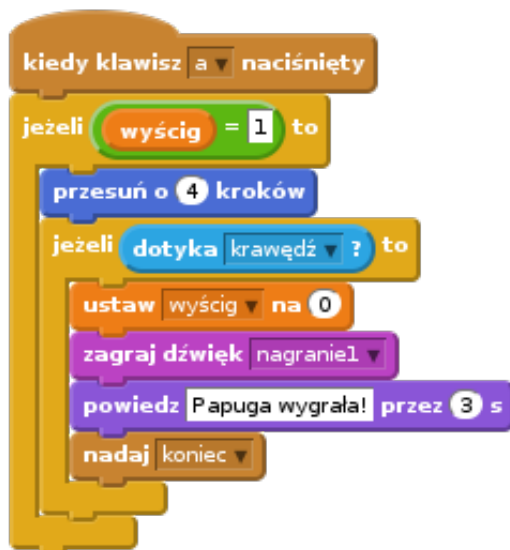 kiedy klawisz a naciśnięty
jeżeli wyścig = 1 to
przesuń o 4 kroków
jeżeli dotyka krawędź ? to
ustaw wyścig na 0
zagraj dźwięk nagranie1
powiedz Papuga wygrała! przez 3 s
nadaj koniec